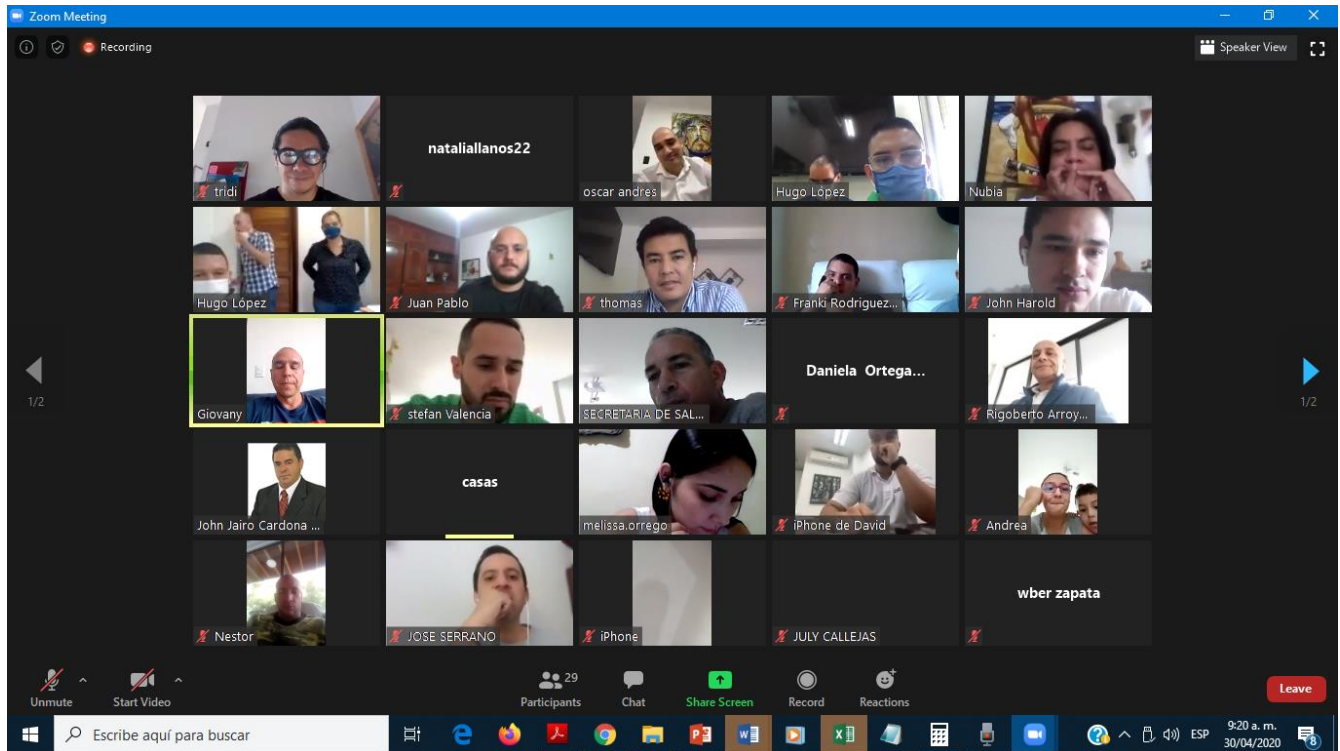 Zoom Meeting
Recording
Speaker View
tridi
nataliallanos22
oscar andres
Hugo López
Nubia
Hugo López
Juan Pablo
thomas
Franki Rodriguez...
John Harold
Giovany
stefan Valencia
SECRETARIA DE SAL...
Daniela Ortega...
Rigoberto Arroy...
1/2
1/2
John Jairo Cardona ...
casas
melissa.orrego
iPhone de David
Andrea
Nestor
JOSE SERRANO
iPhone
JULY CALLEJAS
wber zapata
Unmute
Start Video
29
Participants
Chat
Share Screen
Record
Reactions
Leave
Escribe aquí para buscar
ESP
9:20 a. m.
30/04/2020
8